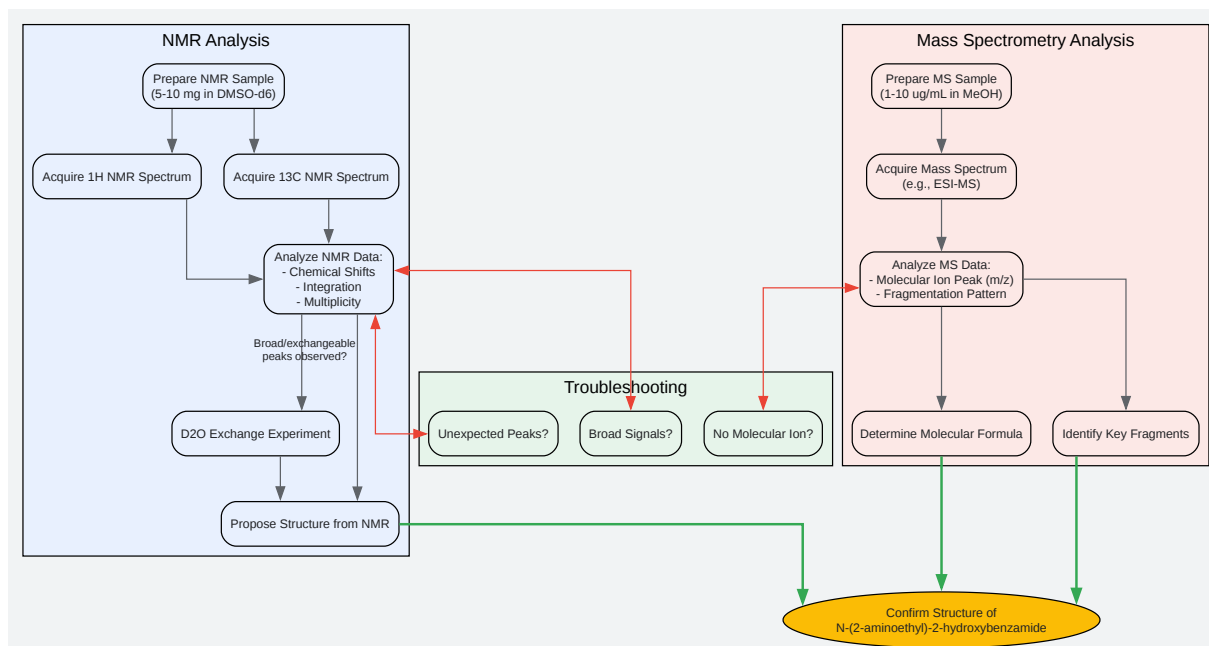 NMR Analysis
Prepare NMR Sample
(5-10 mg in DMSO-d6)
Acquire 1H NMR Spectrum
Acquire 13C NMR Spectrum
Analyze NMR Data:
- Chemical Shifts
- Integration
- Multiplicity
Broad/exchangeable
peaks observed?
D2O Exchange Experiment
Propose Structure from NMR
Troubleshooting
Unexpected Peaks?
Broad Signals?
No Molecular Ion?
Mass Spectrometry Analysis
Prepare MS Sample
(1-10 ug/mL in MeOH)
Acquire Mass Spectrum
(e.g., ESI-MS)
Analyze MS Data:
- Molecular Ion Peak (m/z)
- Fragmentation Pattern
Determine Molecular Formula
Identify Key Fragments
Confirm Structure of
N-(2-aminoethyl)-2-hydroxybenzamide